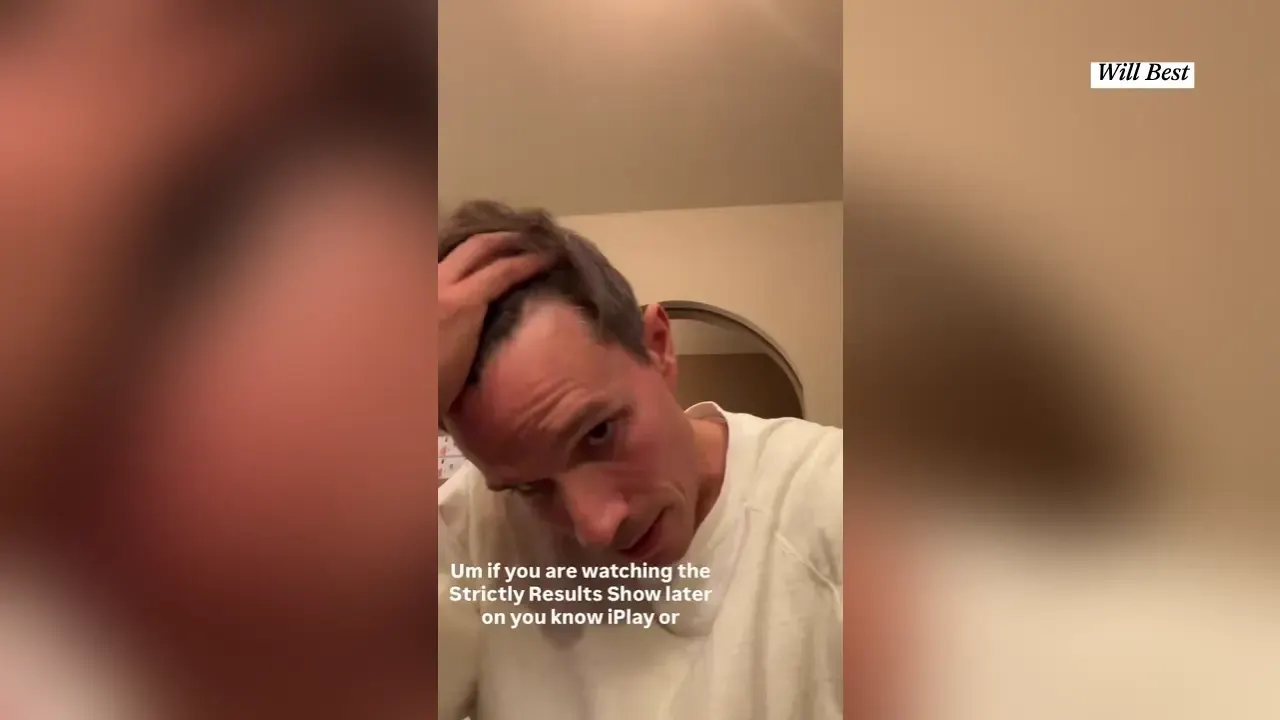 Will Best
Um if you are watching the
Strictly Results Show later
on you know iPlay or